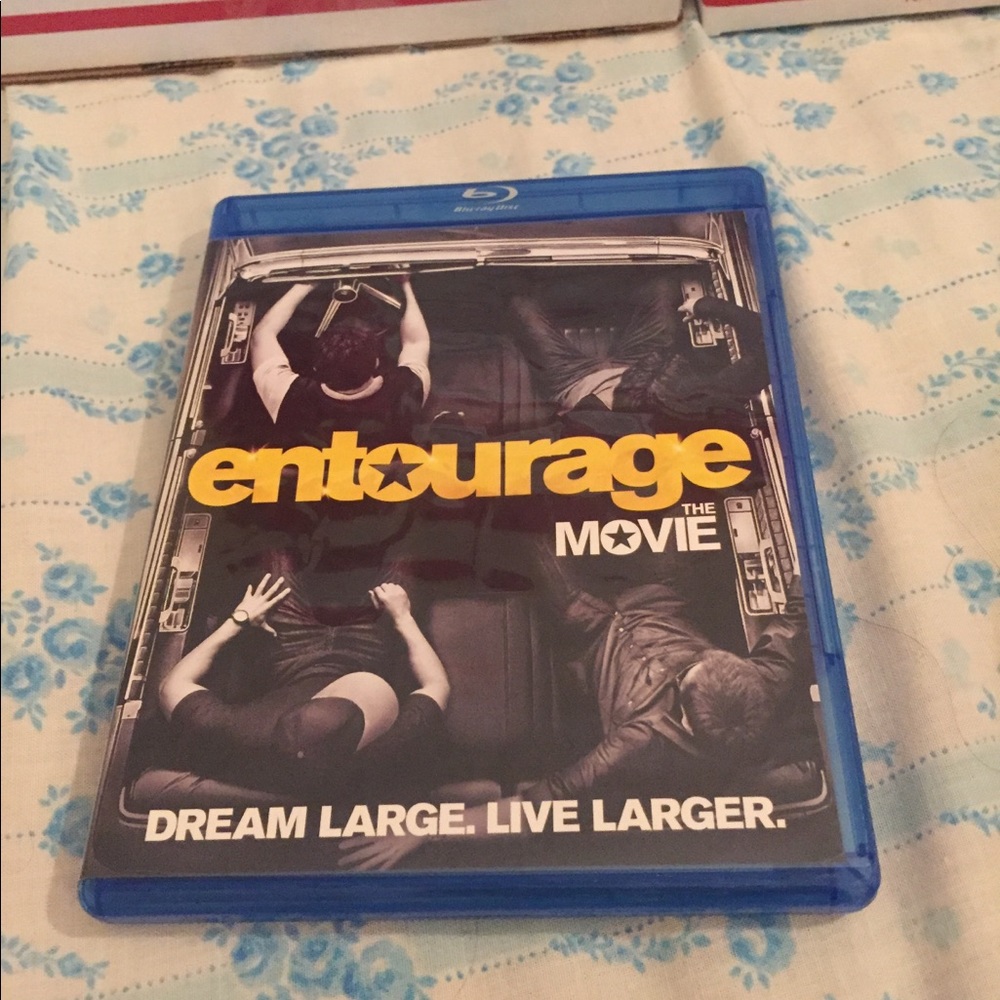 Blu-ray Disc
entourage
THE
MOVIE
DREAM LARGE. LIVE LARGER.